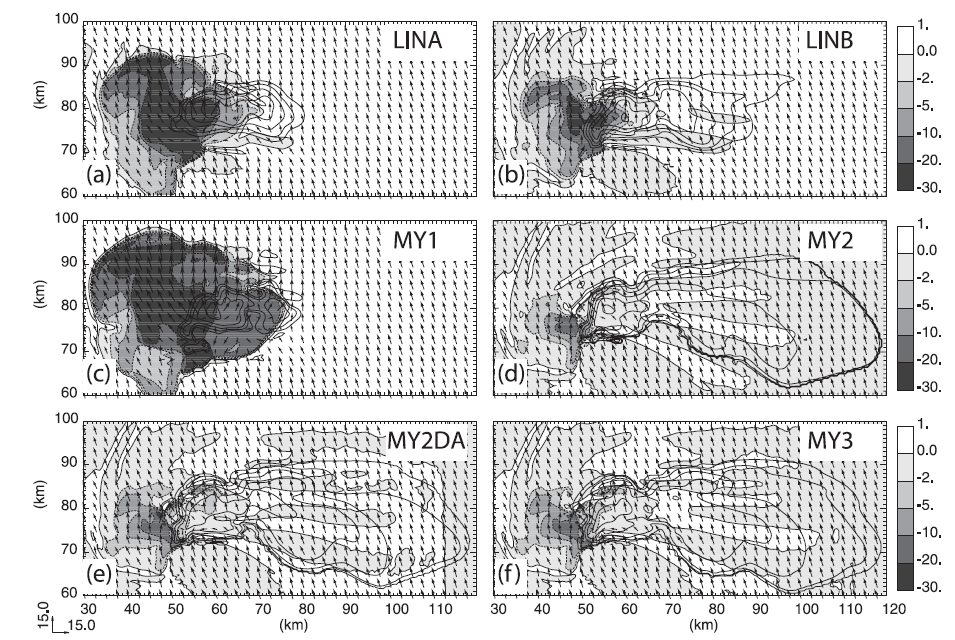 100 LINA LINB 1.
90 0.0
80 -2.
(km) -5.
70 -10.
(a) (b) -20.
60 -30.
100 MY1 MY2 1.
90 0.0
80 -2.
(km) -5.
70 -10.
(c) (d) -20.
60 -30.
100 MY2DA MY3 1.
90 0.0
80 -2.
(km) -5.
70 -10.
(e) (f) -20.
60 -30.
30 40 50 60 70 80 90 100 110 30 40 50 60 70 80 90 100 110 120
15.0 15.0 (km) (km)